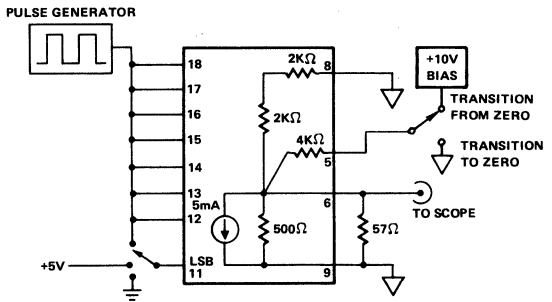 PULSE GENERATOR
18
17
16
15
14
13
12
LSB
11
+5V
5mA
2KΩ
8
2KΩ
4KΩ
5
6
500Ω
57Ω
9
+10V
BIAS
TRANSITION
FROM ZERO
TRANSITION
TO ZERO
TO SCOPE